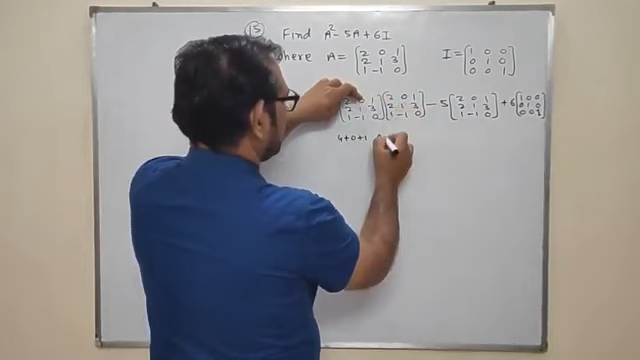 15 Find A² - 5A + 6I
where A = [2 0 1; 2 1 3; 1 -1 0] I = [1 0 0; 0 1 0; 0 0 1]
[2 0 1; 2 1 3; 1 -1 0] [2 0 1; 2 1 3; 1 -1 0] - 5 [2 0 1; 2 1 3; 1 -1 0] + 6 [1 0 0; 0 1 0; 0 0 1]
4+0+1